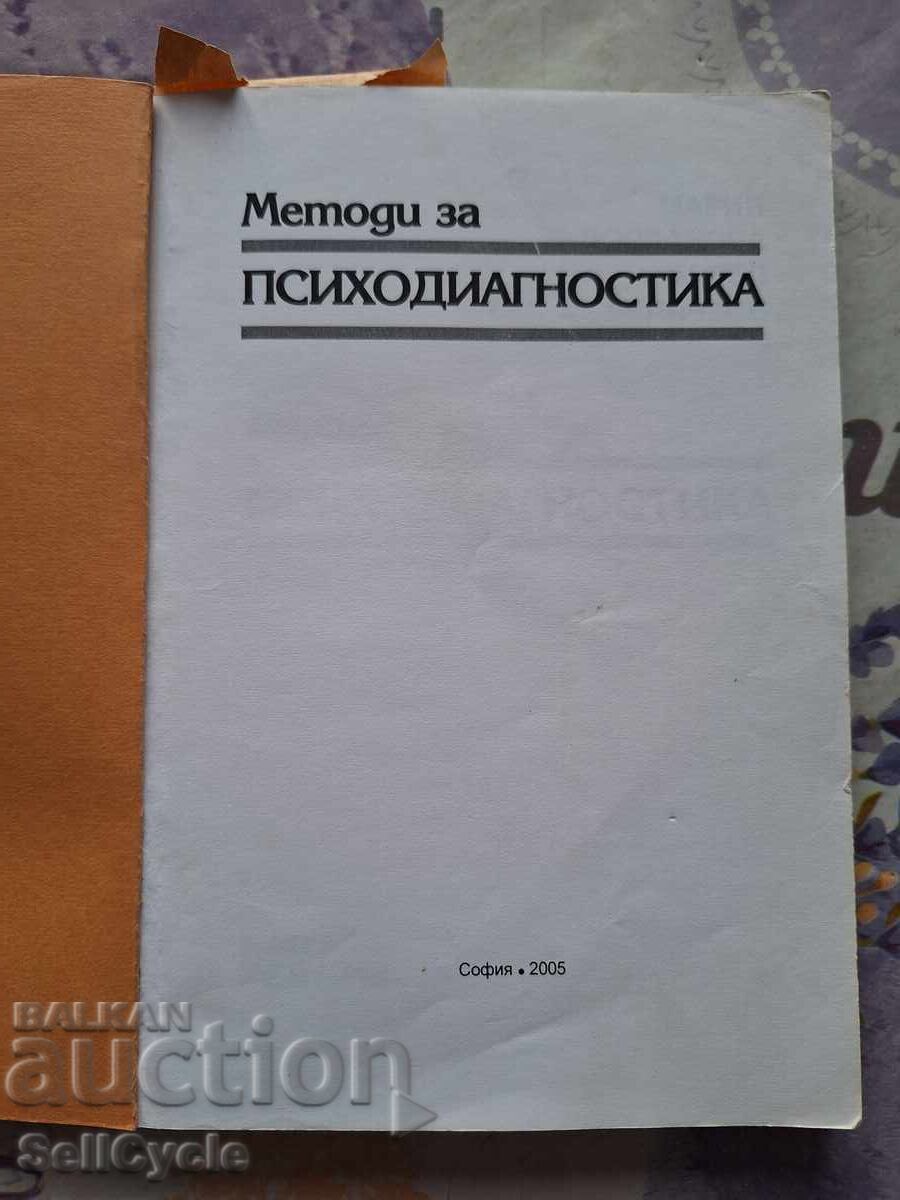 Методи за
ПСИХОДИАГНОСТИКА
София • 2005
BALKAN
auction
SellCycle